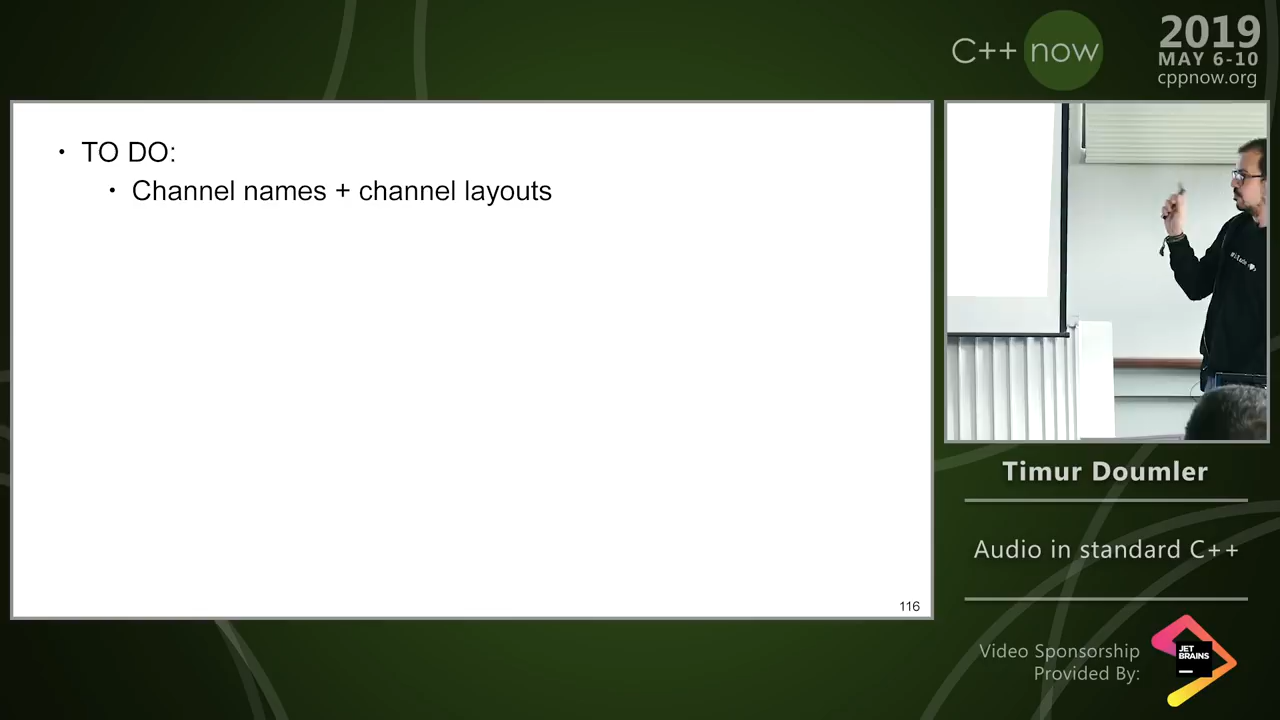 C++ now
2019
MAY 6-10
cppnow.org
• TO DO:
• Channel names + channel layouts
116
Timur Doumler
Audio in standard C++
Video Sponsorship
Provided By:
JET
BRAINS